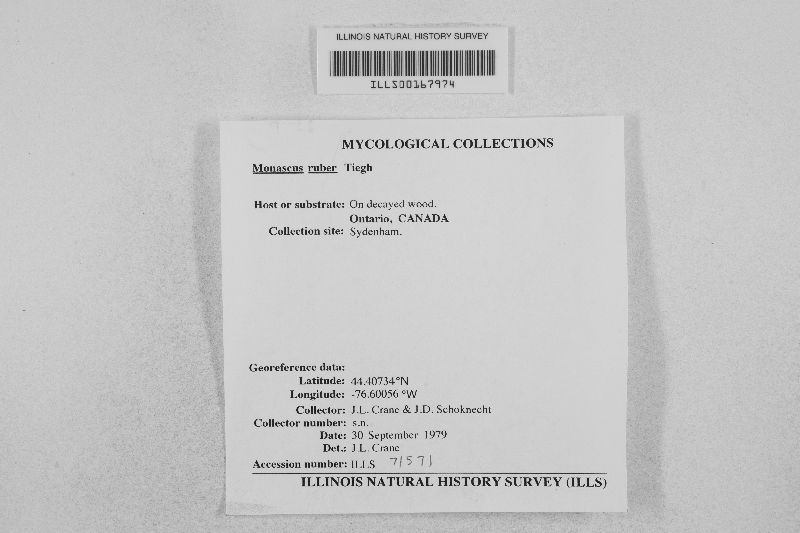 ILLINOIS NATURAL HISTORY SURVEY
ILLS00167974
MYCOLOGICAL COLLECTIONS
Monascus ruber Tiegh
Host or substrate: On decayed wood.
Ontario, CANADA
Collection site: Sydenham.
Georeference data:
Latitude: 44.40734°N
Longitude: -76.60056 °W
Collector: J.L. Crane & J.D. Schoknecht
Collector number: s.n.
Date: 30 September 1979
Det.: J.L. Crane
Accession number: ILLS 71571
ILLINOIS NATURAL HISTORY SURVEY (ILLS)